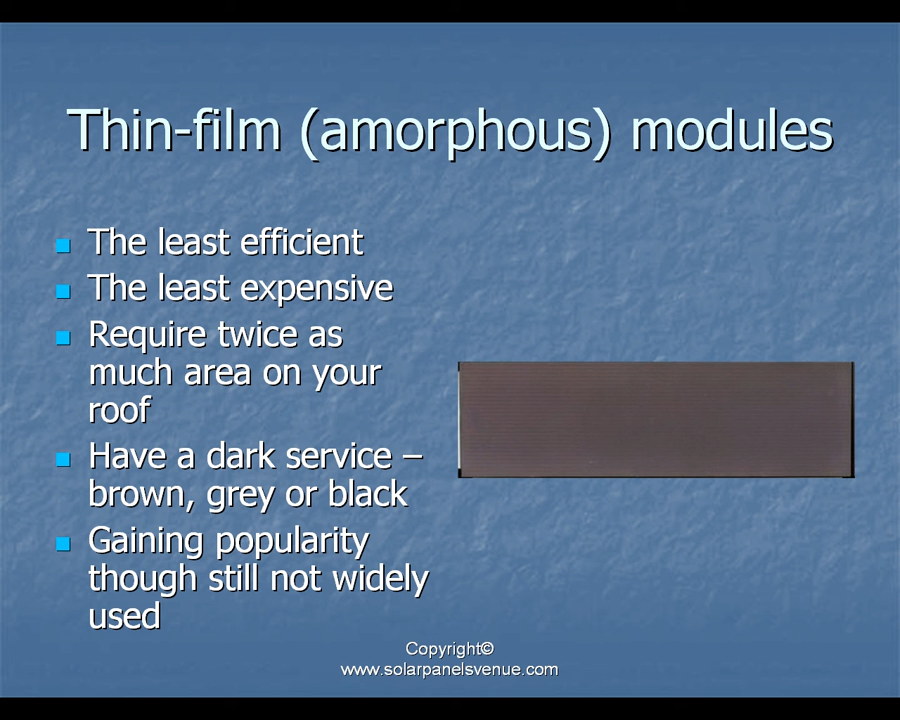 Thin-film (amorphous) modules
The least efficient
The least expensive
Require twice as
much area on your
roof
Have a dark service –
brown, grey or black
Gaining popularity
though still not widely
used
Copyright©
www.solarpanelsvenue.com